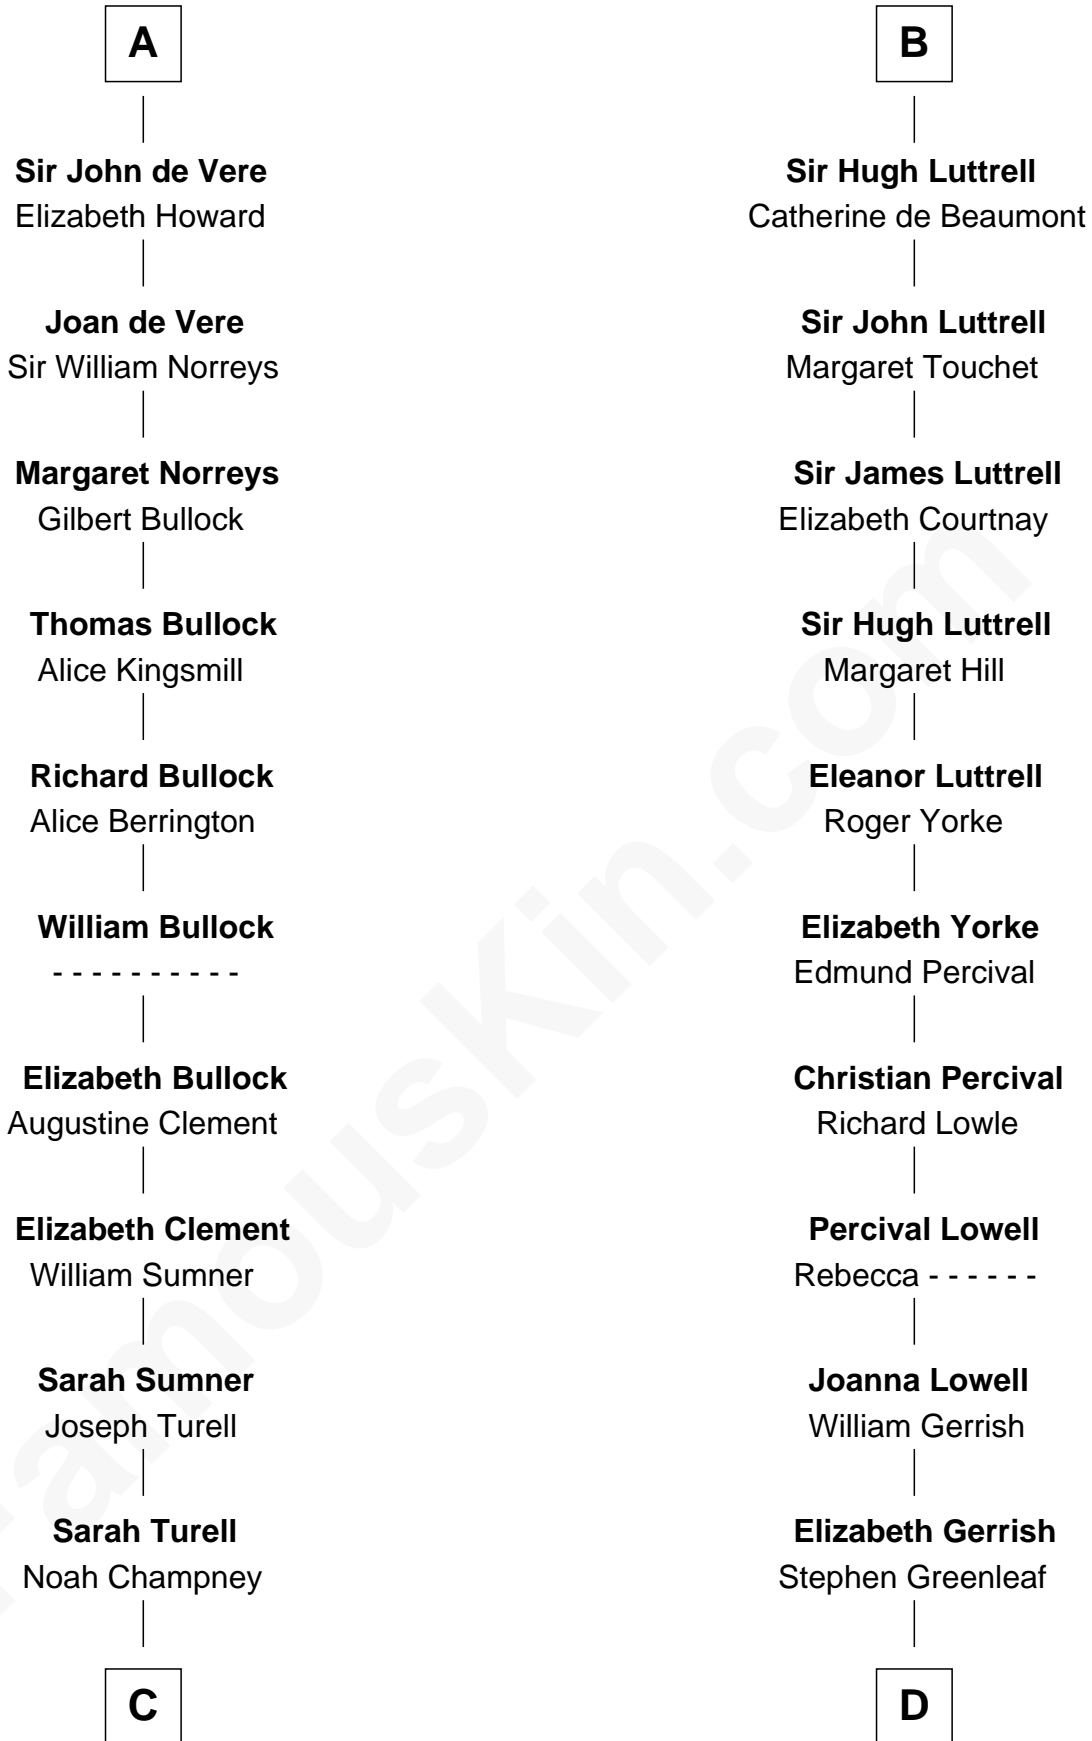 A
Sir John de Vere
Elizabeth Howard
Joan de Vere
Sir William Norreys
Margaret Norreys
Gilbert Bullock
Thomas Bullock
Alice Kingsmill
Richard Bullock
Alice Berrington
William Bullock
- - - - - - - - - -
Elizabeth Bullock
Augustine Clement
Elizabeth Clement
William Sumner
Sarah Sumner
Joseph Turell
Sarah Turell
Noah Champney
C
B
Sir Hugh Luttrell
Catherine de Beaumont
Sir John Luttrell
Margaret Touchet
Sir James Luttrell
Elizabeth Courtnay
Sir Hugh Luttrell
Margaret Hill
Eleanor Luttrell
Roger Yorke
Elizabeth Yorke
Edmund Percival
Christian Percival
Richard Lowle
Percival Lowell
Rebecca - - - - - -
Joanna Lowell
William Gerrish
Elizabeth Gerrish
Stephen Greenleaf
D
FamousKin.com